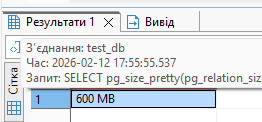 Результати 1
Вивід
З'єднання: test_db
Час: 2026-02-12 17:55:55.537
Запит: SELECT pg_size_pretty(pg_relation_siz
Сітка
1
600 MB